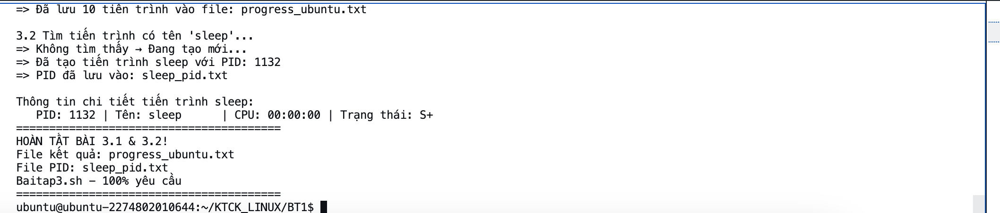 => Đã lưu 10 tiến trình vào file: progress_ubuntu.txt
3.2 Tìm tiến trình có tên 'sleep'...
=> Không tìm thấy → Đang tạo mới...
=> Đã tạo tiến trình sleep với PID: 1132
=> PID đã lưu vào: sleep_pid.txt
Thông tin chi tiết tiến trình sleep:
PID: 1132 | Tên: sleep      | CPU: 00:00:00 | Trạng thái: S+
========================================
HOÀN TẤT BÀI 3.1 & 3.2!
File kết quả: progress_ubuntu.txt
File PID: sleep_pid.txt
Baitap3.sh – 100% yêu cầu
========================================
ubuntu@ubuntu-2274802010644:~/KTCK_LINUX/BT1$